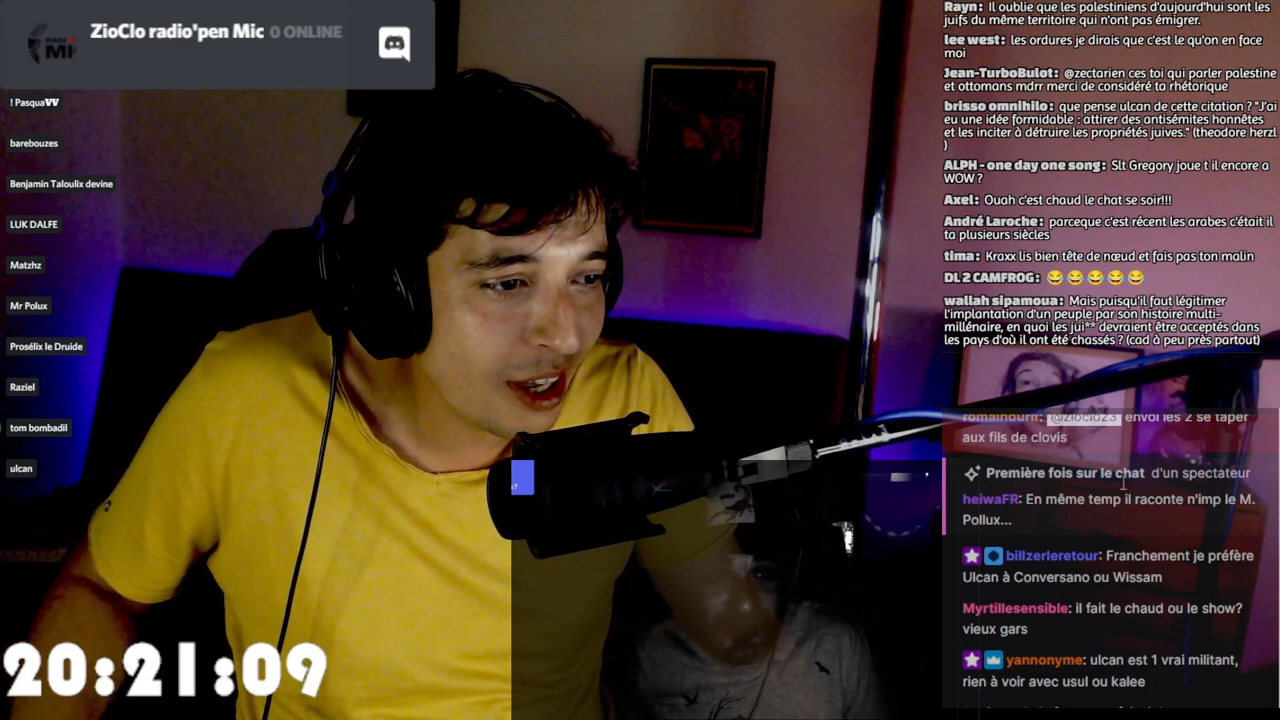 ZioClo radio'pen Mic 0 ONLINE
! PasquaVV
barebouzes
Benjamin Taloulix devine
LUK DALFE
Matzhz
Mr Polux
Prosélix le Druide
Raziel
tom bombadil
ulcan
20:21:09
Rayn: Il oublie que les palestiniens d'aujourd'hui sont les
juifs du même territoire qui n'ont pas émigrer.
lee west: les ordures je dirais que c'est le qu'on en face
moi
Jean-TurboBulot: @zectarien ces toi qui parler palestine
et ottomans mdrr merci de considéré ta rhétorique
brisso omnihilo: que pense ulcan de cette citation ? "J'ai
eu une idée formidable : attirer des antisémites honnêtes
et les inciter à détruire les propriétés juives." (theodore herzl
)
ALPH - one day one song: Slt Gregory joue t il encore a
WOW ?
Axel: Ouah c'est chaud le chat se soir!!!
André Laroche: parceque c'est récent les arabes c'était il
ta plusieurs siècles
tima: Kraxx lis bien tête de nœud et fais pas ton malin
DL 2 CAMFROG: 😂😂😂😂😂
wallah sipamoua: Mais puisqu'il faut légitimer
l'implantation d'un peuple par son histoire multi-
millénaire, en quoi les jui** devraient être acceptés dans
les pays d'où il ont été chassés ? (cad à peu près partout)
@zioclo23 envoi les 2 se taper
aux fils de clovis
Première fois sur le chat d'un spectateur
heiwaFR: En même temp il raconte n'imp le M.
Pollux...
billzerleretour: Franchement je préfère
Ulcan à Conversano ou Wissam
Myrtillesensible: il fait le chaud ou le show?
vieux gars
yannonyme: ulcan est 1 vrai militant,
rien à voir avec usul ou kalee